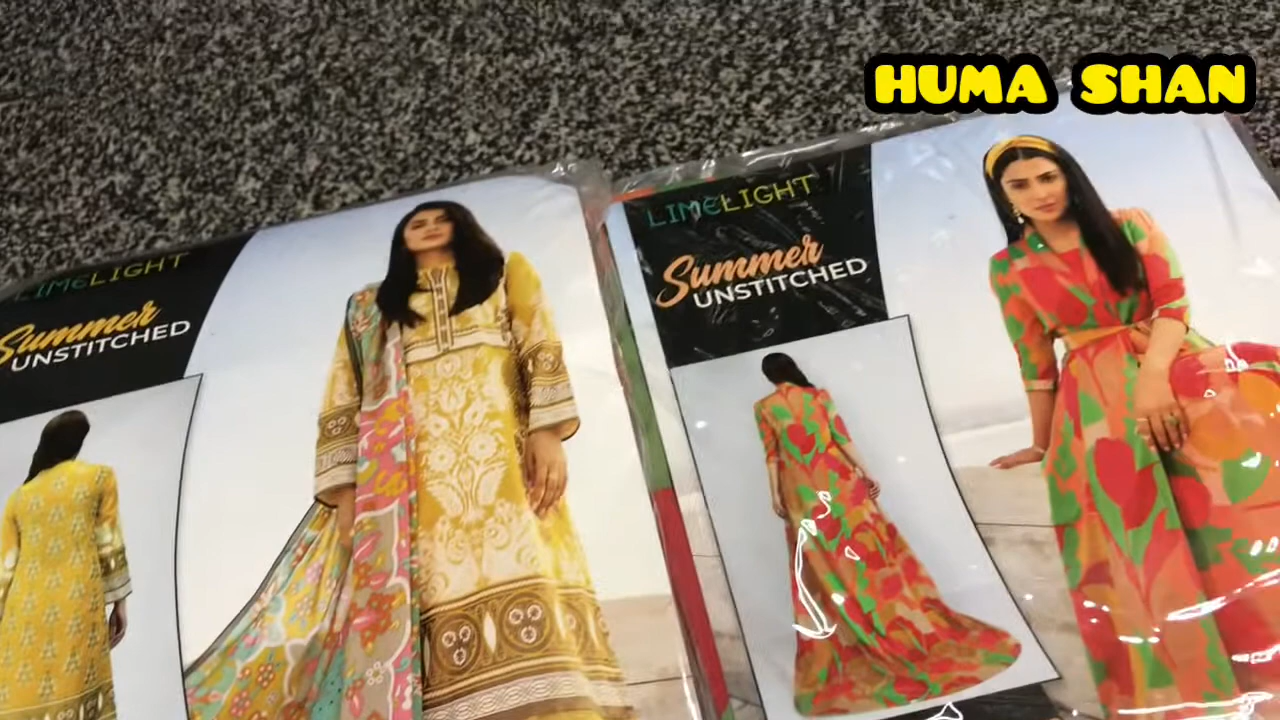 HUMA SHAN
LIMELIGHT
Summer
UNSTITCHED
LIMELIGHT
Summer
UNSTITCHED